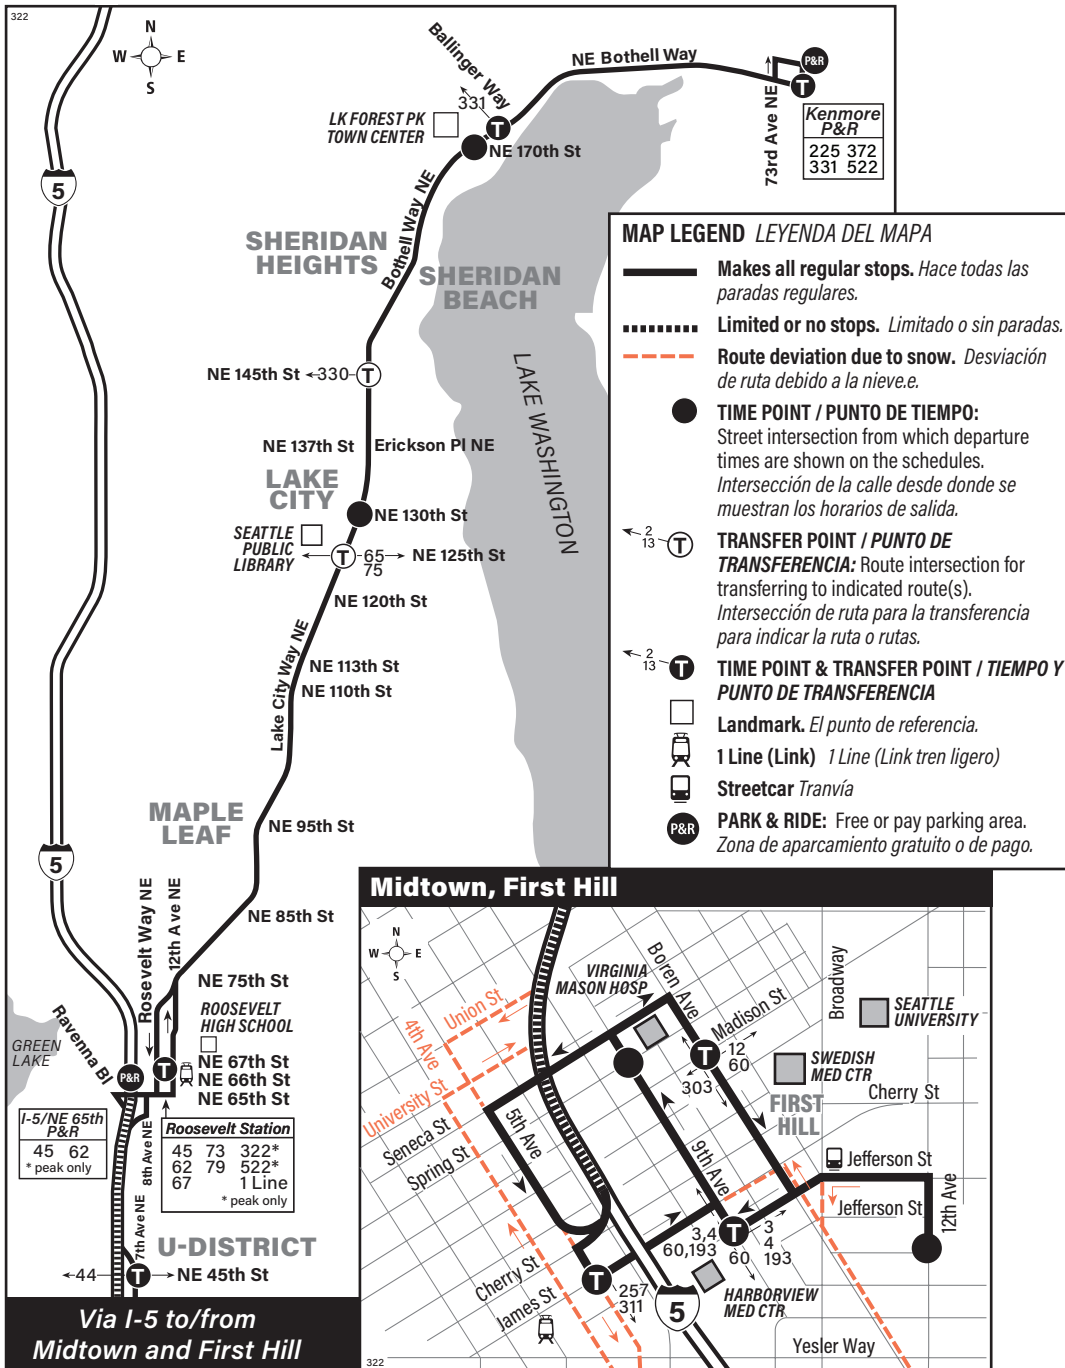 322
N
W E
S
Ballinger Way
NE Bothell Way
P&R
T
331
LK FOREST PK
TOWN CENTER
T
NE 170th St
73rd Ave NE
Kenmore
P&R
225 372
331 522
5
Bothell Way NE
SHERIDAN
HEIGHTS
SHERIDAN
BEACH
NE 145th St
330
T
LAKE WASHINGTON
NE 137th St
Erickson Pl NE
LAKE
CITY
NE 130th St
SEATTLE
PUBLIC
LIBRARY
T
65
75
NE 125th St
NE 120th St
Lake City Way NE
NE 113th St
NE 110th St
MAPLE
LEAF
NE 95th St
5
NE 85th St
Rosevelt Way NE
12th Ave NE
NE 75th St
ROOSEVELT
HIGH SCHOOL
GREEN
LAKE
Ravenna Bl
P&R
T
NE 67th St
NE 66th St
NE 65th St
I-5/NE 65th
P&R
45 62
* peak only
8th Ave NE
Roosevelt Station
45 73 322*
62 79 522*
67 1 Line
* peak only
7th Ave NE
U-DISTRICT
44
T
NE 45th St
Via I-5 to/from
Midtown and First Hill
MAP LEGEND LEYENDA DEL MAPA
Makes all regular stops. Hace todas las
paradas regulares.
Limited or no stops. Limitado o sin paradas.
Route deviation due to snow. Desviación
de ruta debido a la nieve.e.
TIME POINT / PUNTO DE TIEMPO:
Street intersection from which departure
times are shown on the schedules.
Intersección de la calle desde donde se
muestran los horarios de salida.
2
13
T
TRANSFER POINT / PUNTO DE
TRANSFERENCIA: Route intersection for
transferring to indicated route(s).
Intersección de ruta para la transferencia
para indicar la ruta o rutas.
2
13
T
TIME POINT & TRANSFER POINT / TIEMPO Y
PUNTO DE TRANSFERENCIA
Landmark. El punto de referencia.
1 Line (Link) 1 Line (Link tren ligero)
Streetcar Tranvía
P&R
PARK & RIDE: Free or pay parking area.
Zona de aparcamiento gratuito o de pago.
Midtown, First Hill
N
W E
S
VIRGINIA
MASON HOSP
Boren Ave
Madison St
Broadway
SEATTLE
UNIVERSITY
Union St
4th Ave
T
12
60
SWEDISH
MED CTR
303
Cherry St
University St
5th Ave
FIRST
HILL
Seneca St
Spring St
9th Ave
Jefferson St
Jefferson St
12th Ave
3,4
60,193
T
60
3
4
193
Cherry St
James St
T
257
311
HARBORVIEW
MED CTR
5
Yesler Way
322